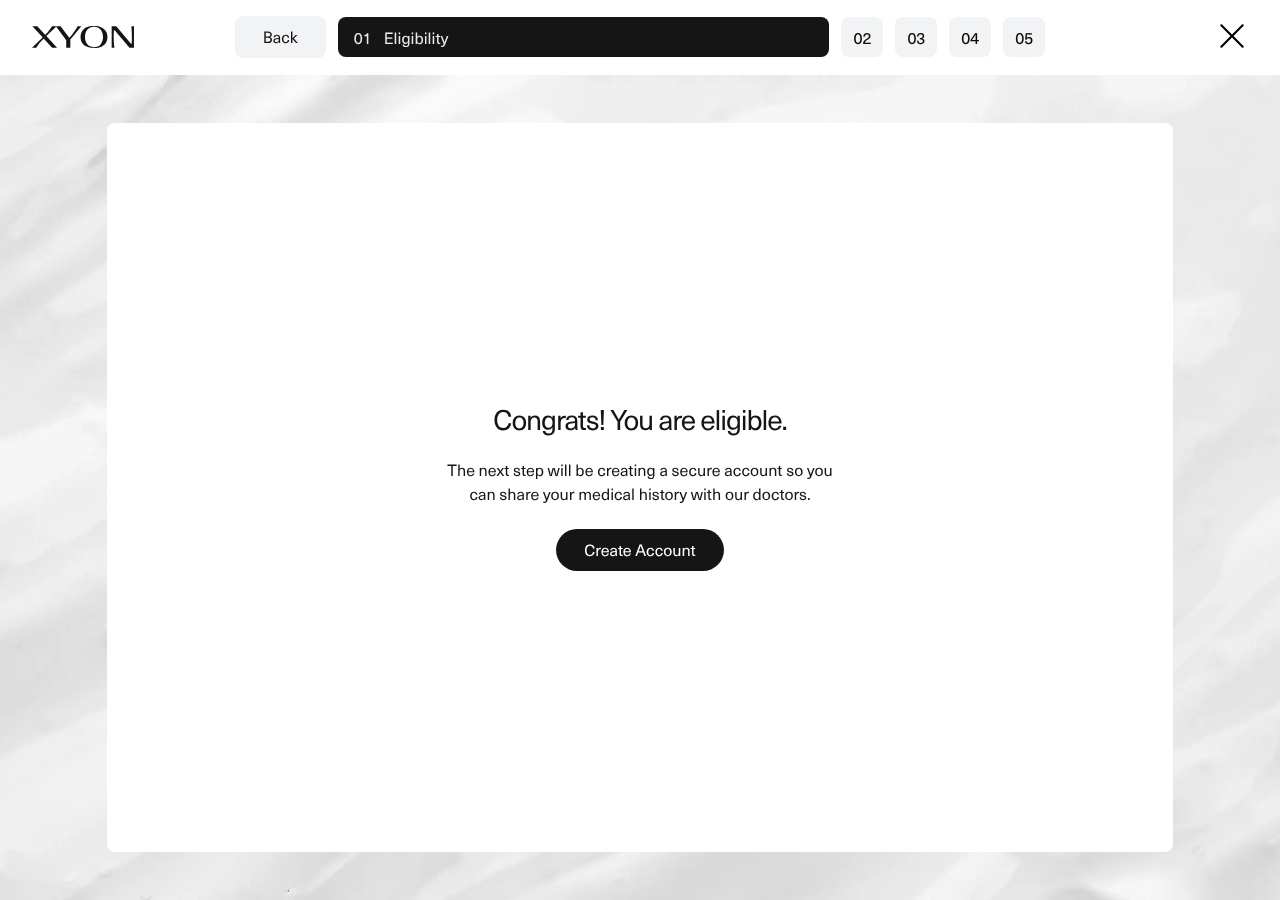 XYON
Back
01 Eligibility
02
03
04
05
Congrats! You are eligible.
The next step will be creating a secure account so you
can share your medical history with our doctors.
Create Account